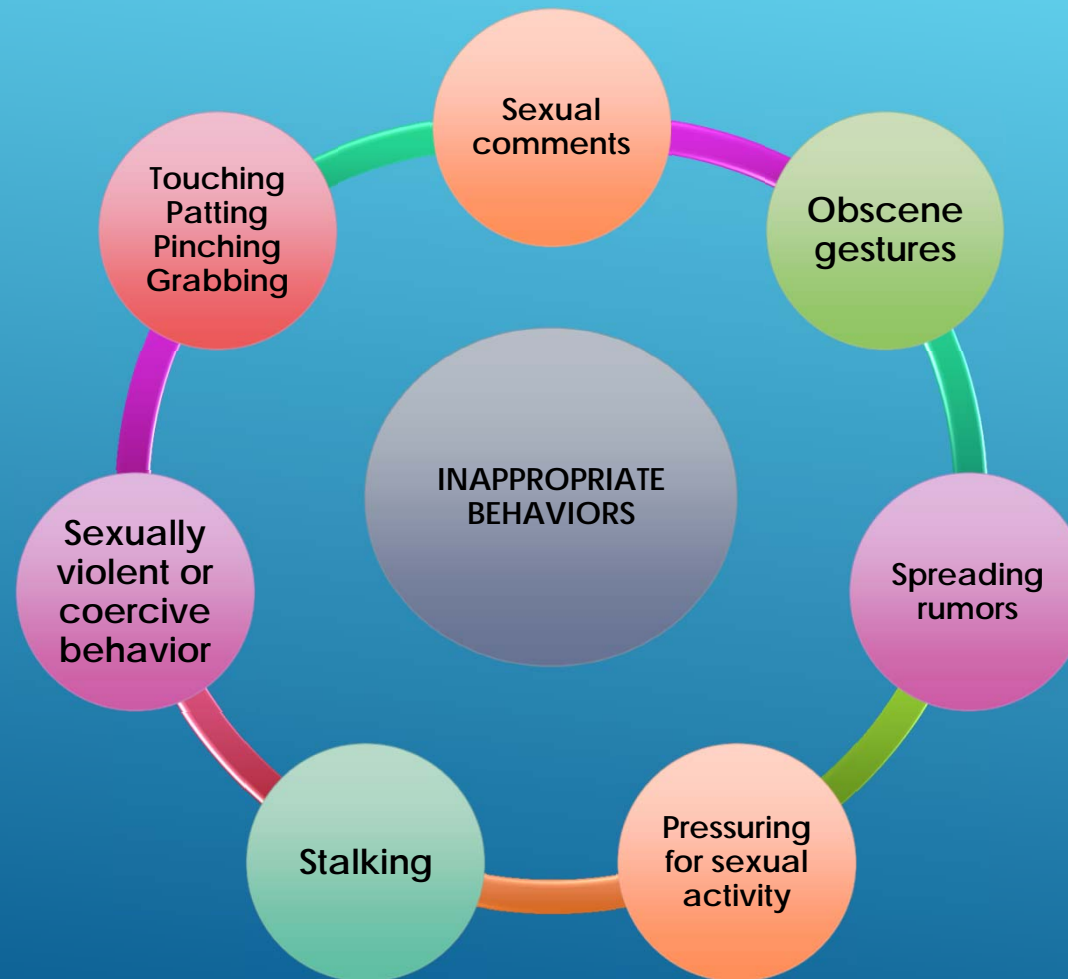 Sexual
comments
Obscene
gestures
Spreading
rumors
Pressuring
for sexual
activity
Stalking
Sexually
violent or
coercive
behavior
Touching
Patting
Pinching
Grabbing
INAPPROPRIATE
BEHAVIORS